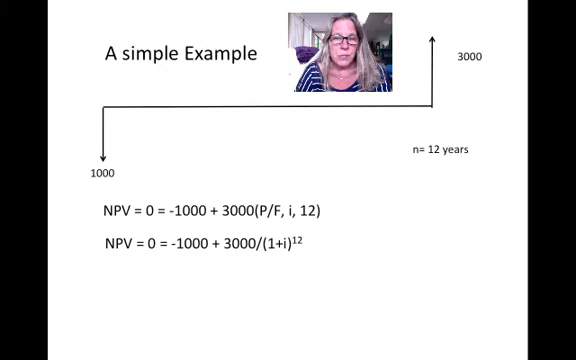 A simple Example
3000
n= 12 years
1000
NPV = 0 = -1000 + 3000(P/F, i, 12)
NPV = 0 = -1000 + 3000/(1+i)¹²